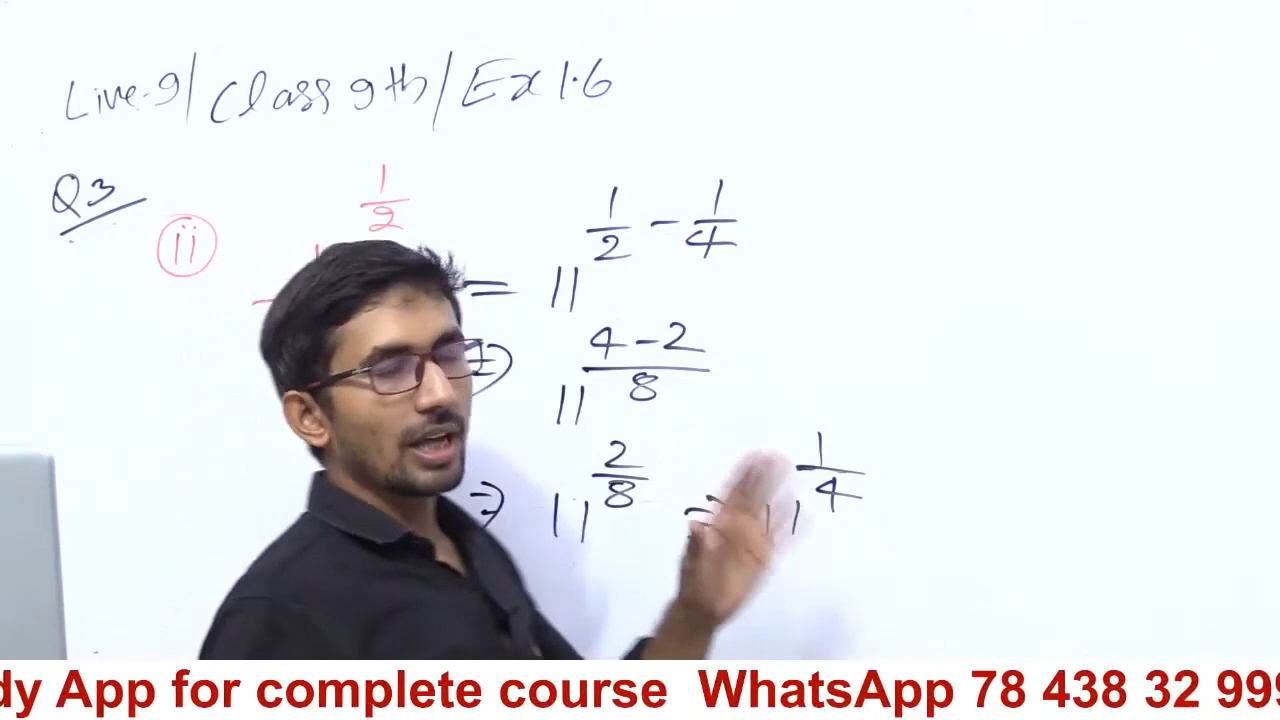 Live-9/Class 9th/Ex 1.6
Q3
ii 1/2 = 11^(1/2 - 1/4)
⇒ 11^((4-2)/8)
⇒ 11^(2/8) = 11^(1/4)
dy App for complete course WhatsApp 78 438 32 999